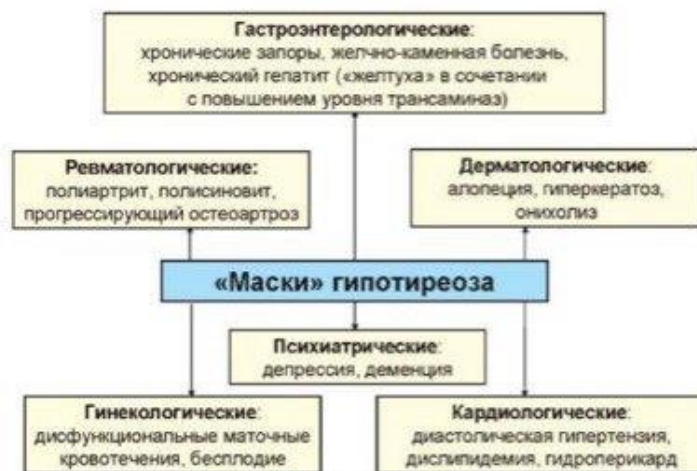 Гастроэнтерологические:
хронические запоры, желчно-каменная болезнь,
хронический гепатит («желтуха» в сочетании
с повышением уровня трансаминаз)
Ревматологические:
полиартрит, полисиновит,
прогрессирующий остеоартроз
Дерматологические:
алопеция, гиперкератоз,
онихолиз
«Маски» гипотиреоза
Психиатрические:
депрессия, деменция
Гинекологические:
дисфункциональные маточные
кровотечения, бесплодие
Кардиологические:
диастолическая гипертензия,
дислипидемия, гидроперикард